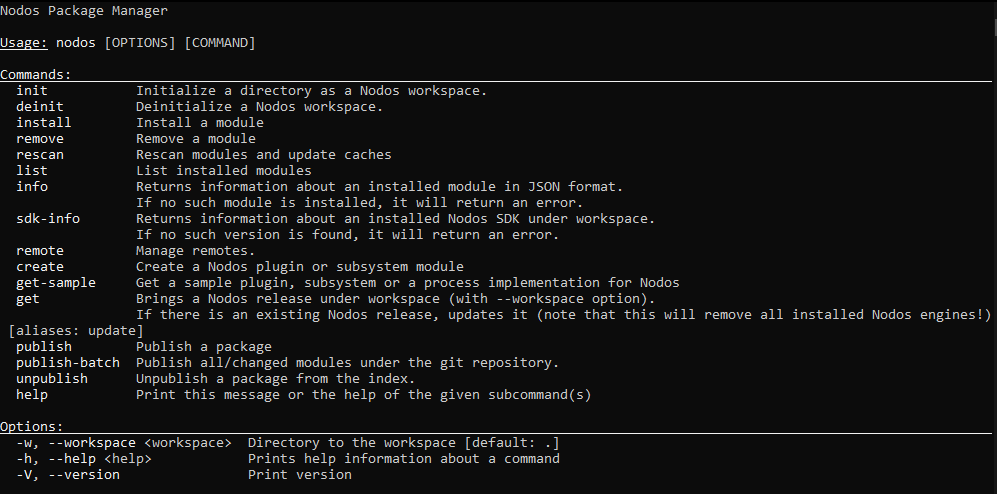 Nodos Package Manager
Usage: nodos [OPTIONS] [COMMAND]
Commands:
init Initialize a directory as a Nodos workspace.
deinit Deinitialize a Nodos workspace.
install Install a module
remove Remove a module
rescan Rescan modules and update caches
list List installed modules
info Returns information about an installed module in JSON format.
If no such module is installed, it will return an error.
sdk-info Returns information about an installed Nodos SDK under workspace.
If no such version is found, it will return an error.
remote Manage remotes.
create Create a Nodos plugin or subsystem module
get-sample Get a sample plugin, subsystem or a process implementation for Nodos
get Brings a Nodos release under workspace (with --workspace option).
If there is an existing Nodos release, updates it (note that this will remove all installed Nodos engines!)
[aliases: update]
publish Publish a package
publish-batch Publish all/changed modules under the git repository.
unpublish Unpublish a package from the index.
help Print this message or the help of the given subcommand(s)
Options:
-w, --workspace <workspace> Directory to the workspace [default: .]
-h, --help <help> Prints help information about a command
-V, --version Print version